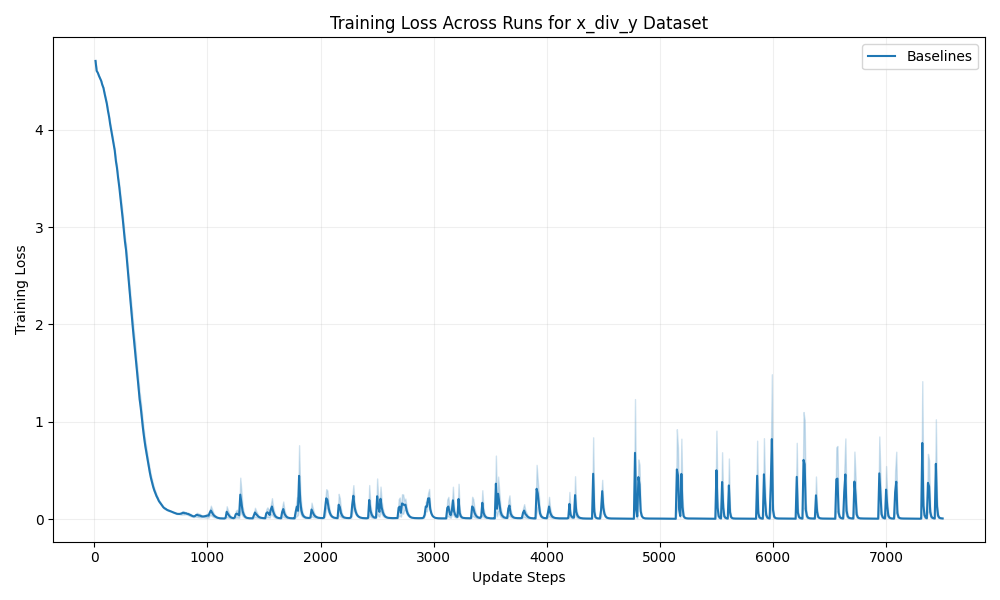 Training Loss Across Runs for x_div_y Dataset
Baselines
Training Loss
4
3
2
1
0
0 1000 2000 3000 4000 5000 6000 7000
Update Steps